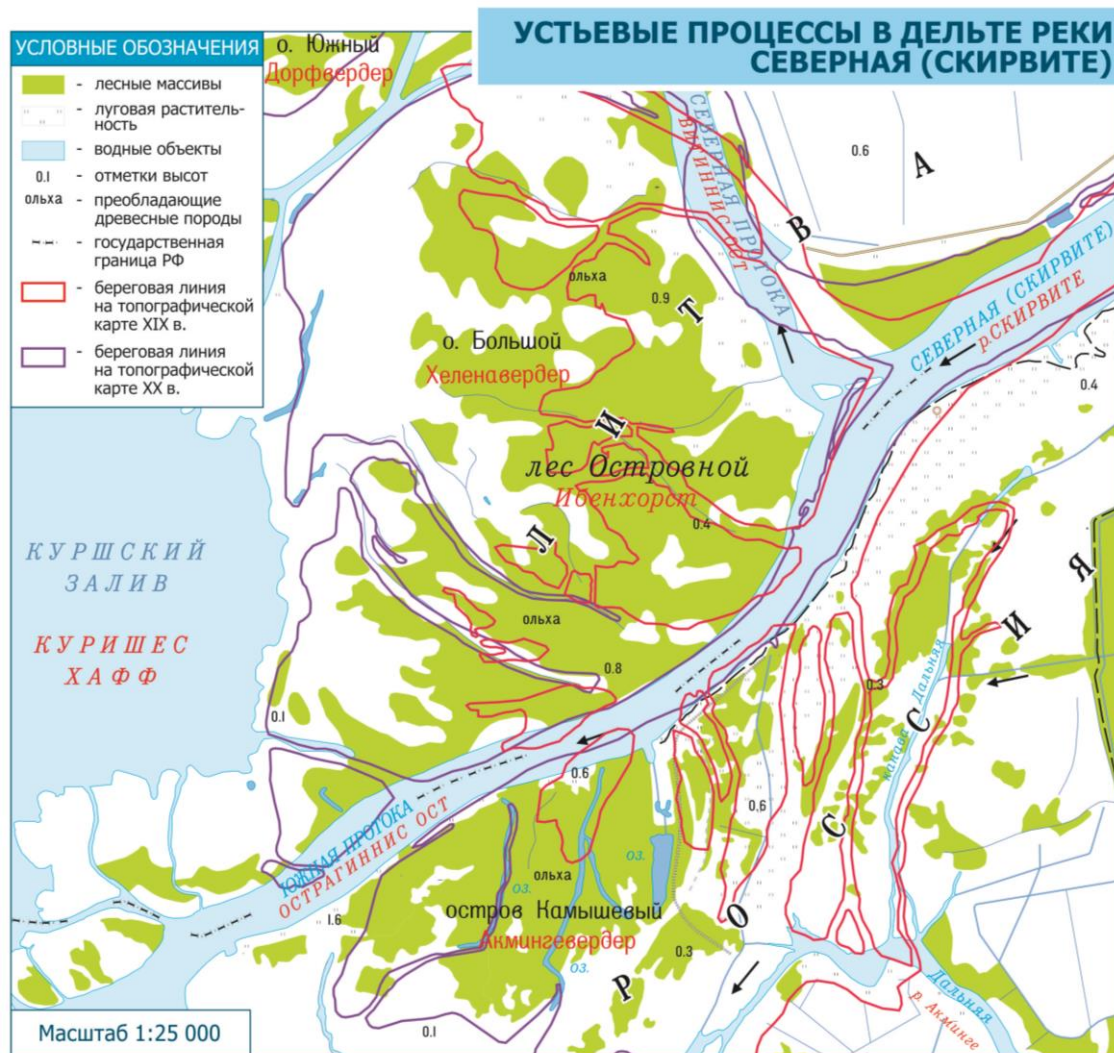 УСТЬЕВЫЕ ПРОЦЕССЫ В ДЕЛЬТЕ РЕКИ
СЕВЕРНАЯ (СКИРВИТЕ)
УСЛОВНЫЕ ОБОЗНАЧЕНИЯ
- лесные массивы
- луговая раститель-
ность
- водные объекты
0.1 - отметки высот
ольха - преобладающие
древесные породы
- государственная
граница РФ
- береговая линия
на топографической
карте XIX в.
- береговая линия
на топографической
карте XX в.
о. Южный
Дорфвердер
СЕВЕРНАЯ ПРОТОКА
ВИДИННИС ОСТ
0.6
А
В
Т
И
Л
СЕВЕРНАЯ (СКИРВИТЕ)
р.СКИРВИТЕ
0.4
ольха
0.9
о. Большой
Хеленавердер
лес Островной
Ибенхорст
0.4
КУРШСКИЙ
ЗАЛИВ
КУРИШЕС
ХАФФ
ольха
0.8
0.1
Я
И
С
С
О
Р
0.3
канава Дальняя
0.6
0.6
ЮЖНАЯ ПРОТОКА
ОСТРАГИННИС ОСТ
оз.
ольха
оз.
остров Камышевый
Акмингевердер
1.6
0.3
оз.
0.1
Дальняя
р. Акминге
Масштаб 1:25 000